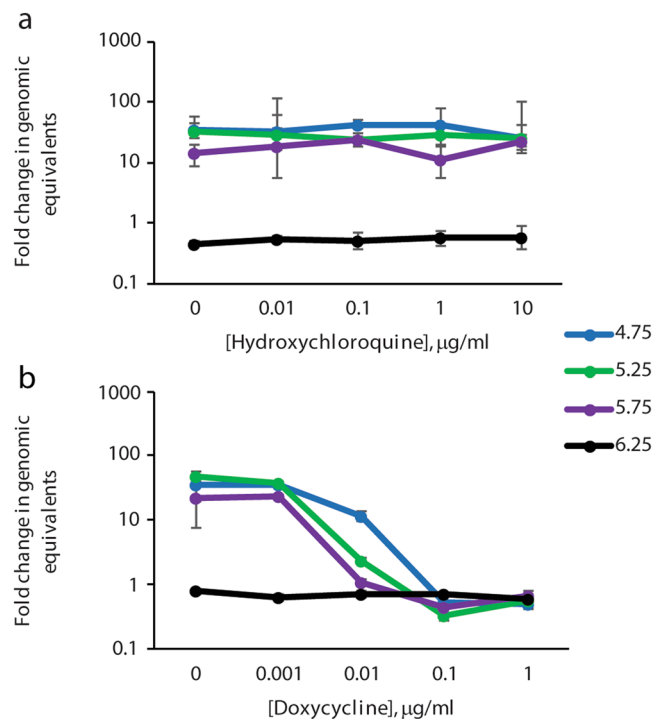 a
1000
100
10
1
0.1
Fold change in genomic
equivalents
0 0.01 0.1 1 10
[Hydroxychloroquine], μg/ml
4.75
5.25
5.75
6.25
b
1000
100
10
1
0.1
Fold change in genomic
equivalents
0 0.001 0.01 0.1 1
[Doxycycline], μg/ml